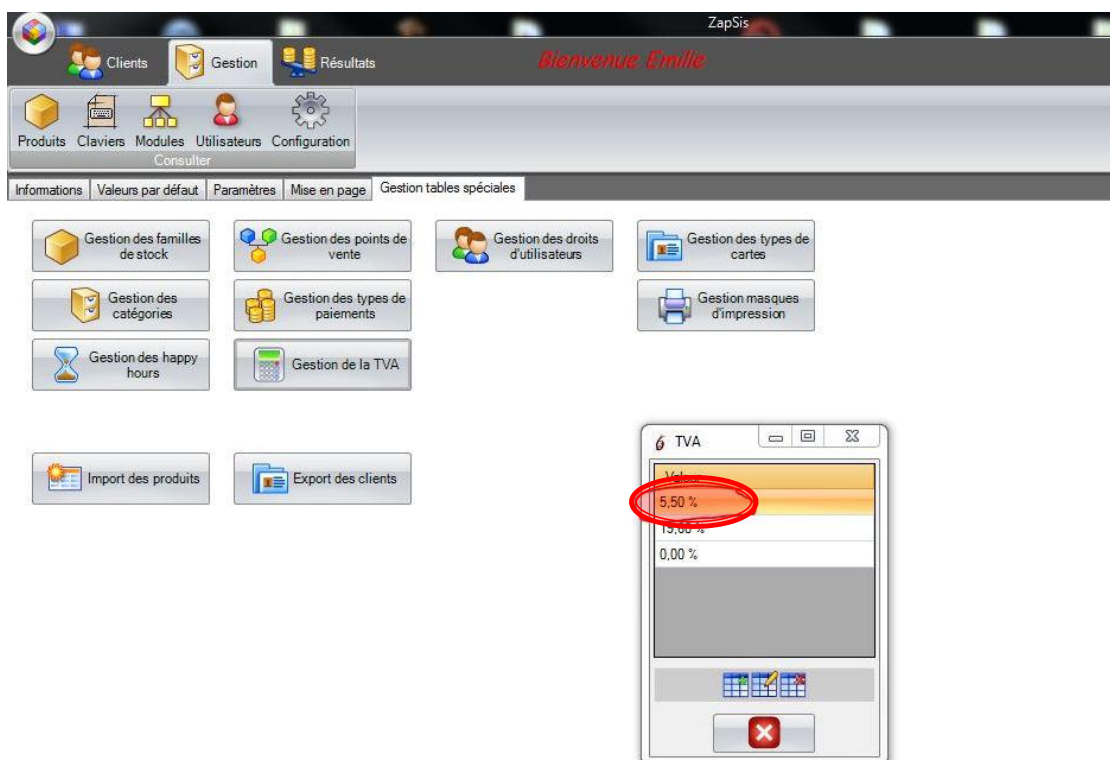 ZapSis
Clients
Gestion
Résultats
Bienvenue Emilie
Produits
Claviers
Modules
Utilisateurs
Configuration
Consulter
Informations
Valeurs par défaut
Paramètres
Mise en page
Gestion tables spéciales
Gestion des familles
de stock
Gestion des points de
vente
Gestion des droits
d'utilisateurs
Gestion des types de
cartes
Gestion des
catégories
Gestion des types de
paiements
Gestion masques
d'impression
Gestion des happy
hours
Gestion de la TVA
Import des produits
Export des clients
TVA
5,50 %
0,00 %